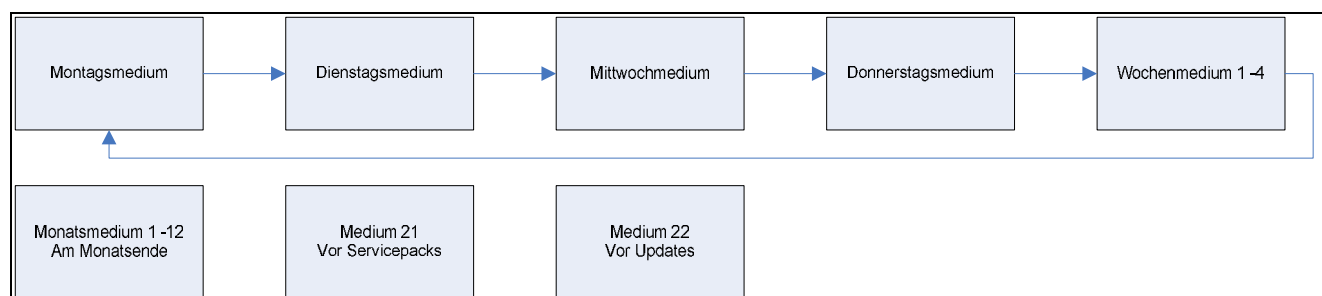 Montagsmedium
Dienstagsmedium
Mittwochmedium
Donnerstagsmedium
Wochenmedium 1 -4
Monatsmedium 1 -12
Am Monatsende
Medium 21
Vor Servicepacks
Medium 22
Vor Updates